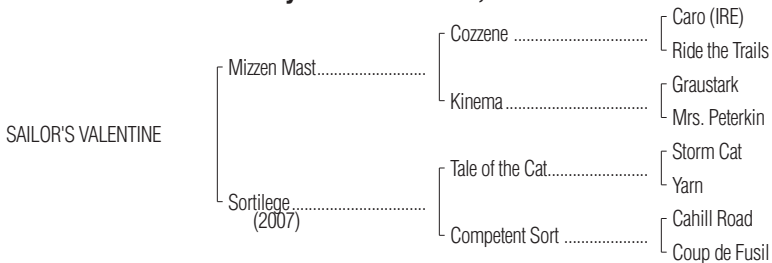 Caro (IRE)
Cozzene ..................................
Ride the Trails
Mizzen Mast...........................
Graustark
Kinema....................................
Mrs. Peterkin
SAILOR'S VALENTINE
Storm Cat
Tale of the Cat.........................
Yarn
Sortilege.................................
(2007)
Cahill Road
Competent Sort .....................
Coup de Fusil